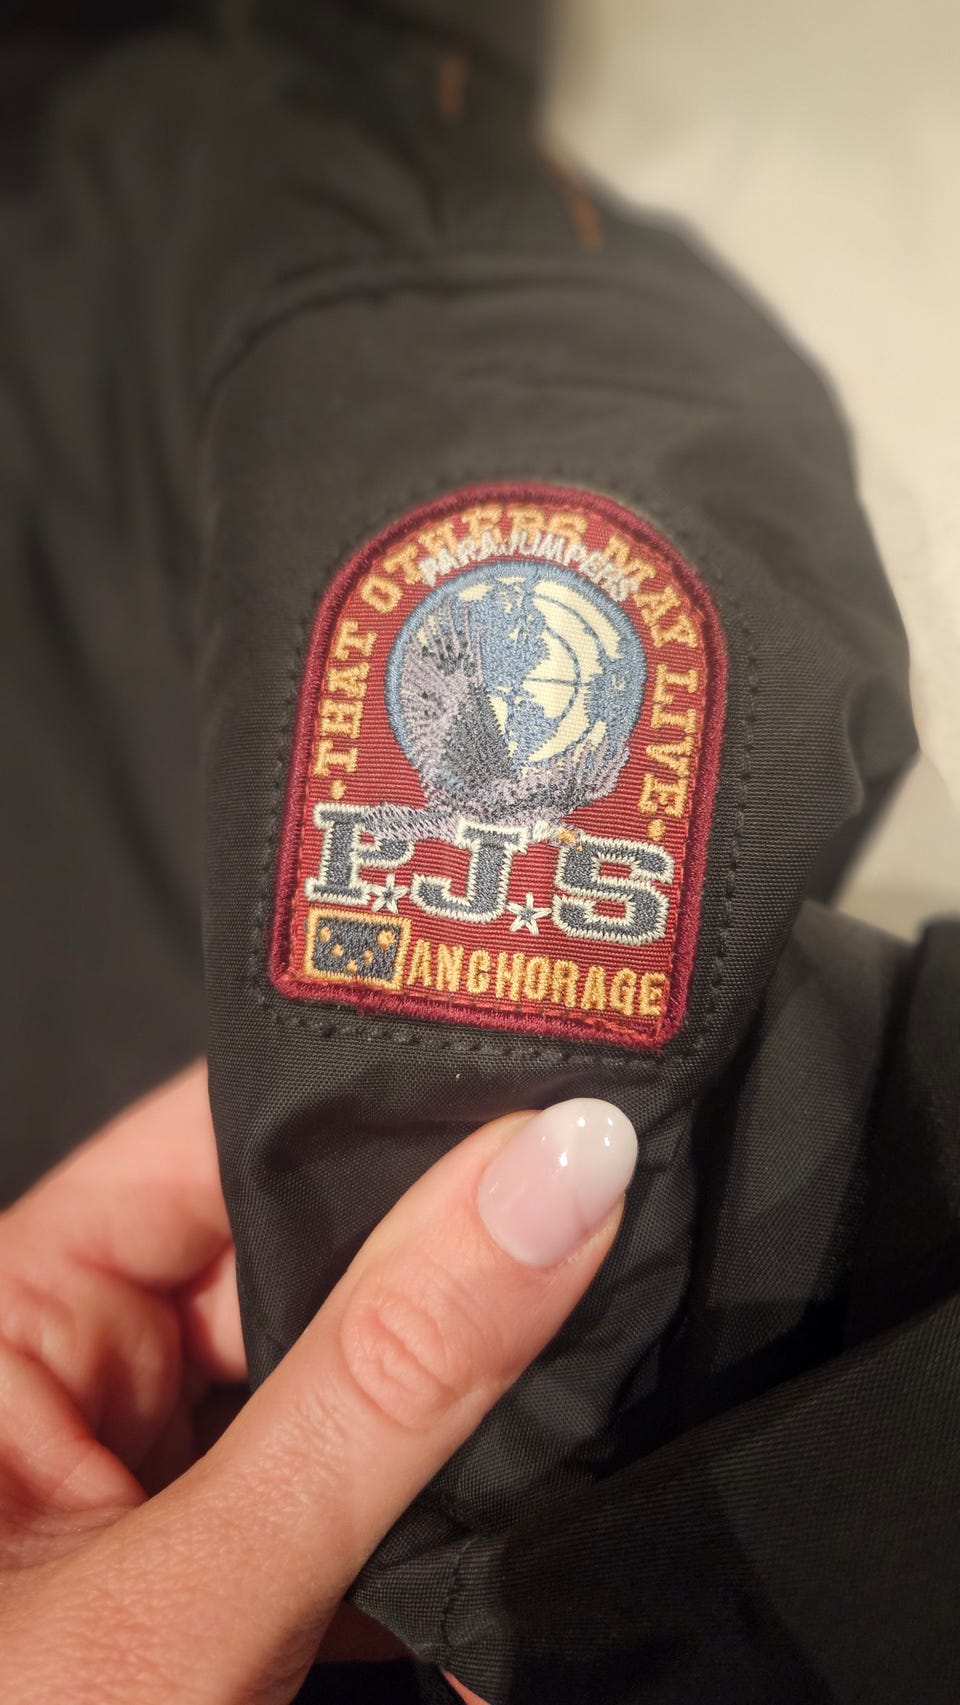 ·THAT OTHERS MAY LIVE·
PARAJUMPERS
P.J.S
ANCHORAGE